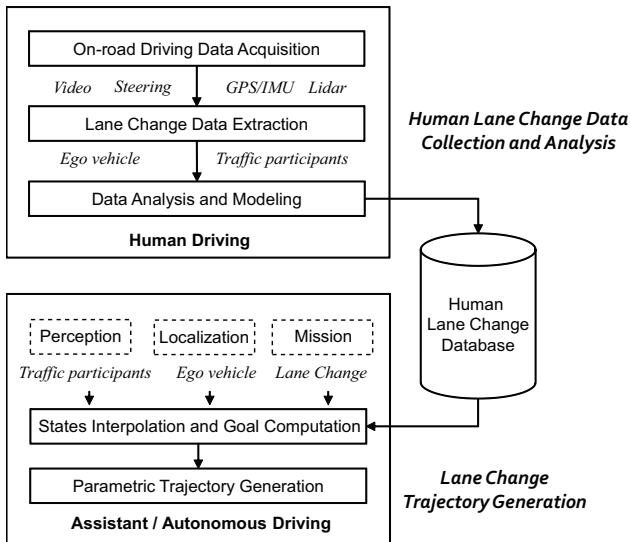 On-road Driving Data Acquisition
Video Steering GPS/IMU Lidar
Lane Change Data Extraction
Ego vehicle Traffic participants
Data Analysis and Modeling
Human Driving
Human Lane Change Data
Collection and Analysis
Human
Lane Change
Database
Perception Localization Mission
Traffic participants Ego vehicle Lane Change
States Interpolation and Goal Computation
Parametric Trajectory Generation
Assistant / Autonomous Driving
Lane Change
Trajectory Generation